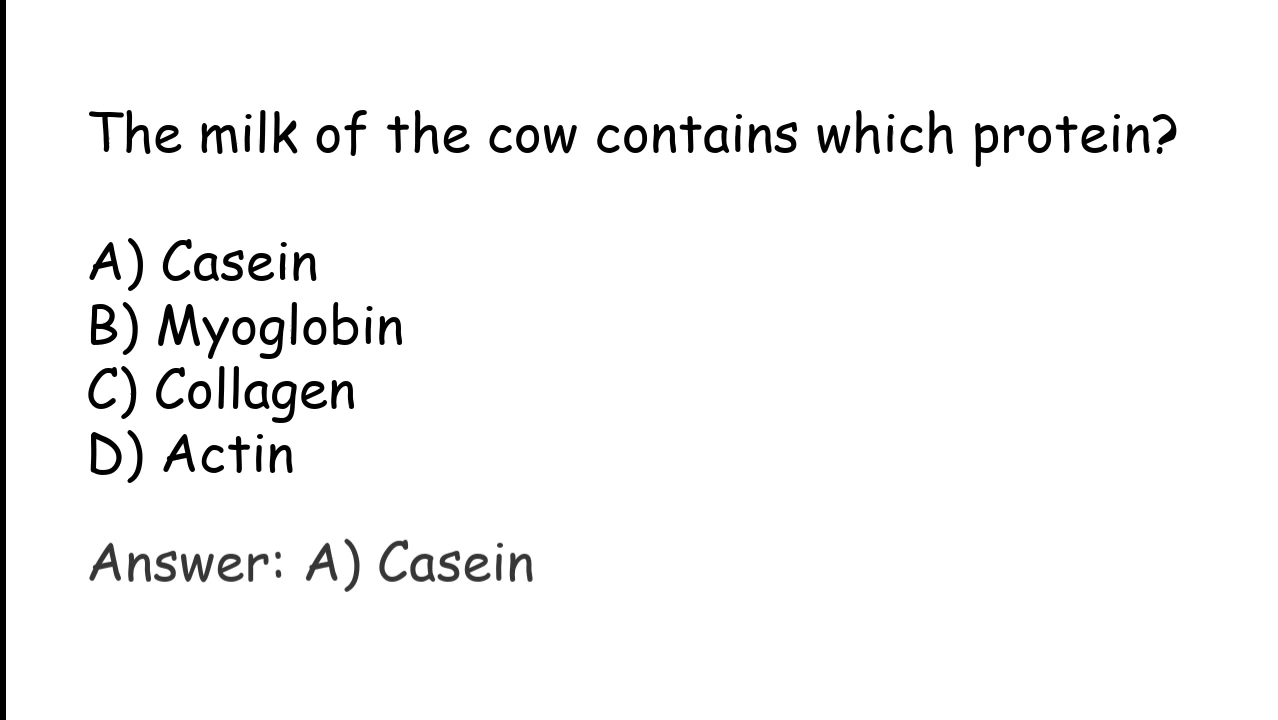 The milk of the cow contains which protein?
A) Casein
B) Myoglobin
C) Collagen
D) Actin
Answer: A) Casein